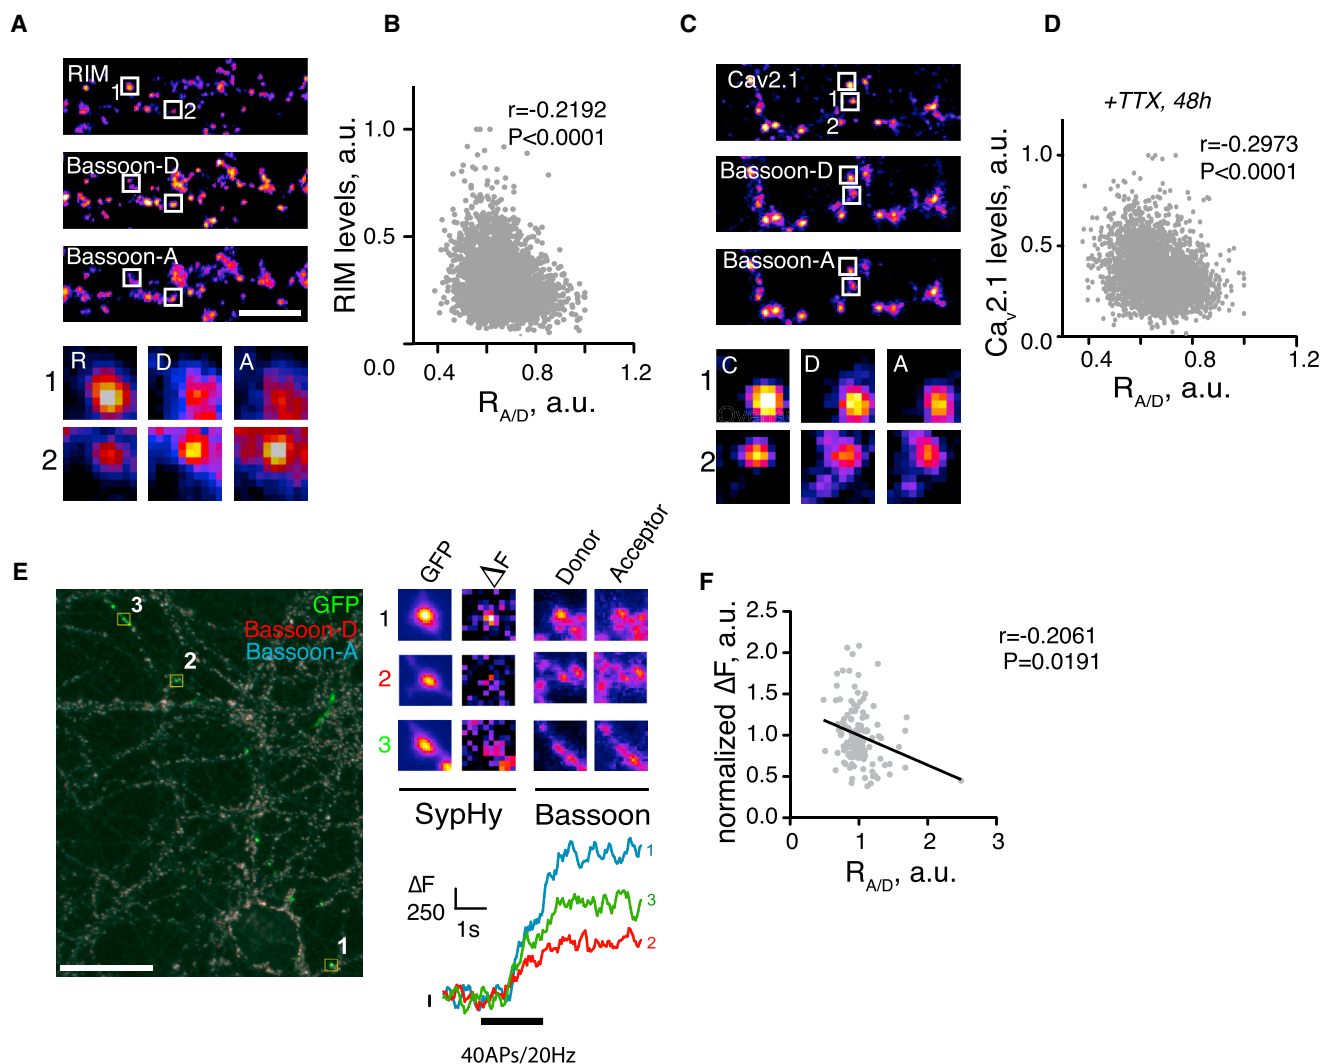 A
RIM
1
2
Bassoon-D
Bassoon-A
R
D
A
1
2
B
r=-0.2192
P<0.0001
RIM levels, a.u.
1.0
0.5
0.0
0.4
0.8
1.2
R A/D, a.u.
C
Cav2.1
1
2
Bassoon-D
Bassoon-A
C
D
A
1
2
D
+TTX, 48h
r=-0.2973
P<0.0001
Cav2.1 levels, a.u.
1.0
0.5
0.0
0.4
0.8
1.2
R A/D, a.u.
E
3
GFP
Bassoon-D
Bassoon-A
2
1
GFP
ΔF
Donor
Acceptor
1
2
3
SypHy
Bassoon
ΔF
250
1s
1
3
2
40APs/20Hz
F
r=-0.2061
P=0.0191
normalized ΔF, a.u.
2.5
2.0
1.5
1.0
0.5
0.0
0
1
2
3
R A/D, a.u.